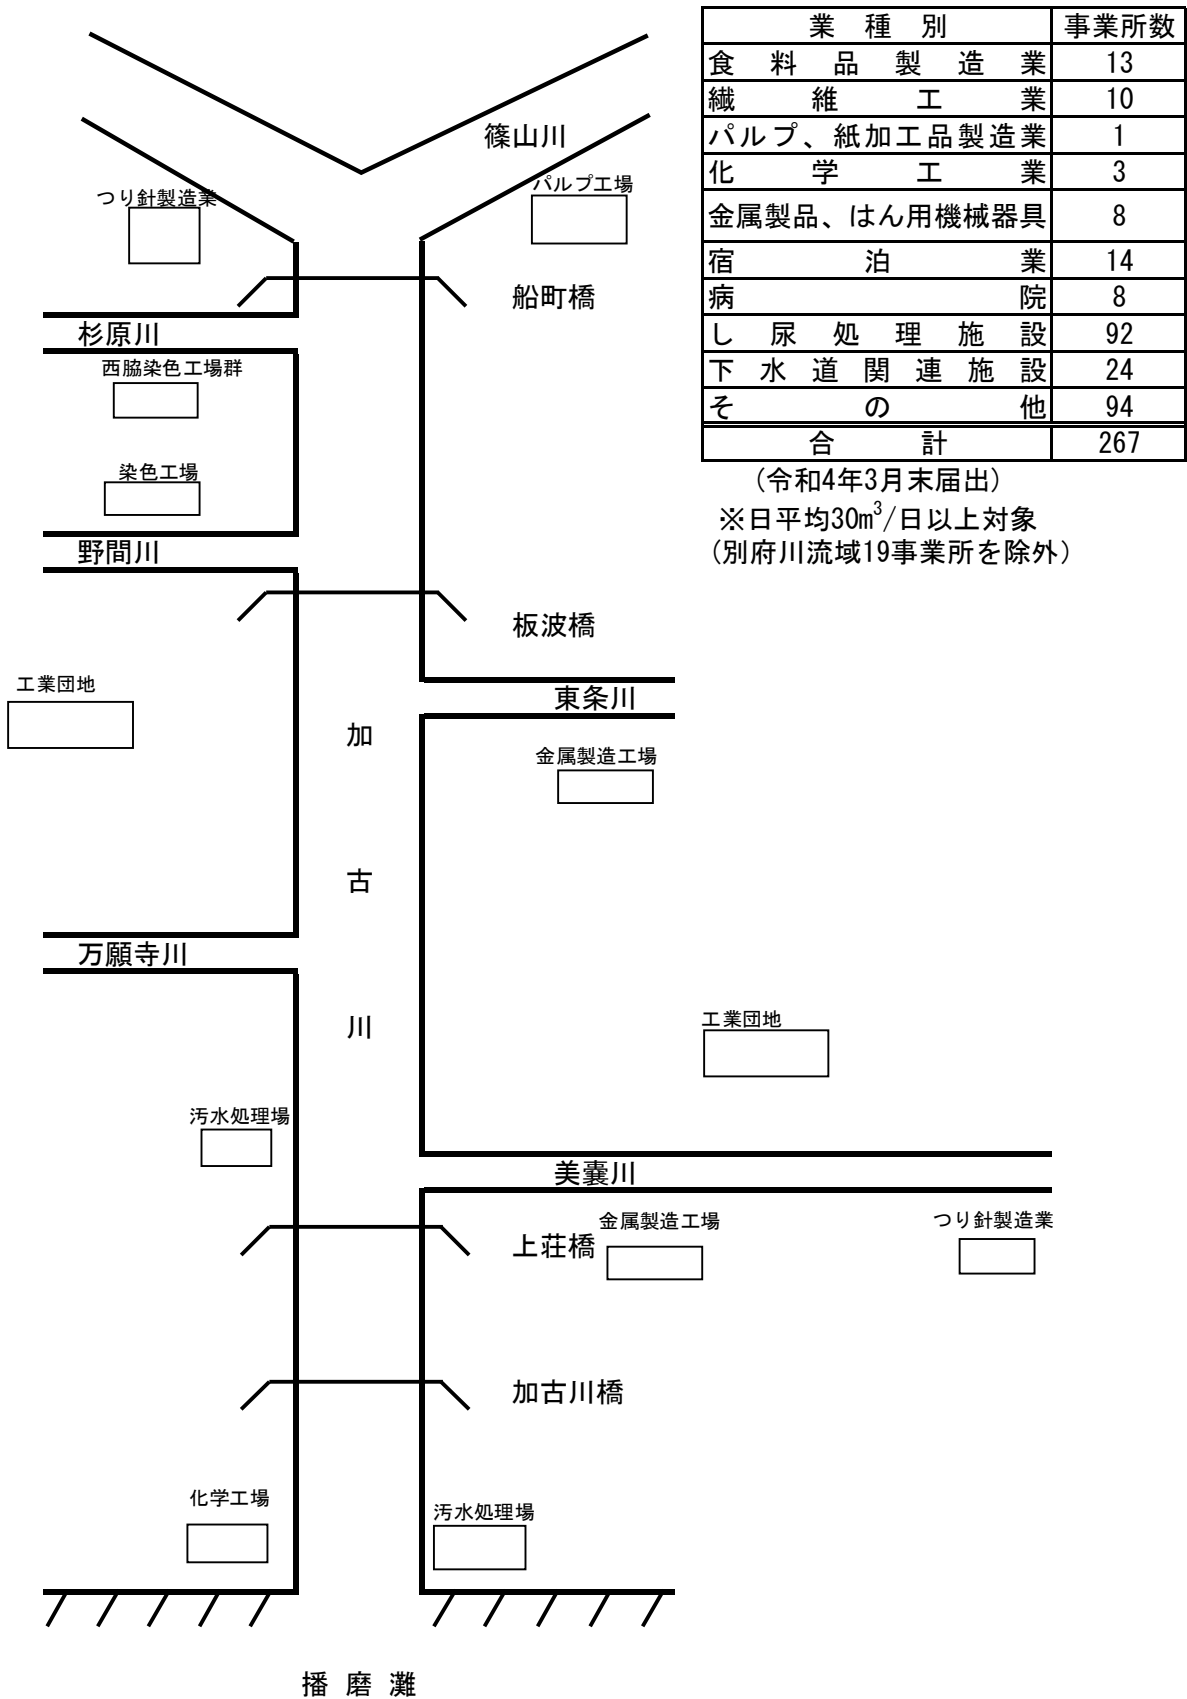 業種別 事業所数
食料品製造業 13
繊維工業 10
パルプ、紙加工品製造業 1
化学工業 3
金属製品、はん用機械器具 8
宿泊業 14
病院 8
し尿処理施設 92
下水道関連施設 24
その他 94
合計 267
(令和4年3月末届出)
※日平均30m³/日以上対象
(別府川流域19事業所を除外)
篠山川
つり針製造業
パルプ工場
船町橋
杉原川
西脇染色工場群
染色工場
野間川
板波橋
工業団地
東条川
金属製造工場
加古川
万願寺川
工業団地
汚水処理場
美嚢川
上荘橋
金属製造工場
つり針製造業
加古川橋
化学工場
汚水処理場
播磨灘